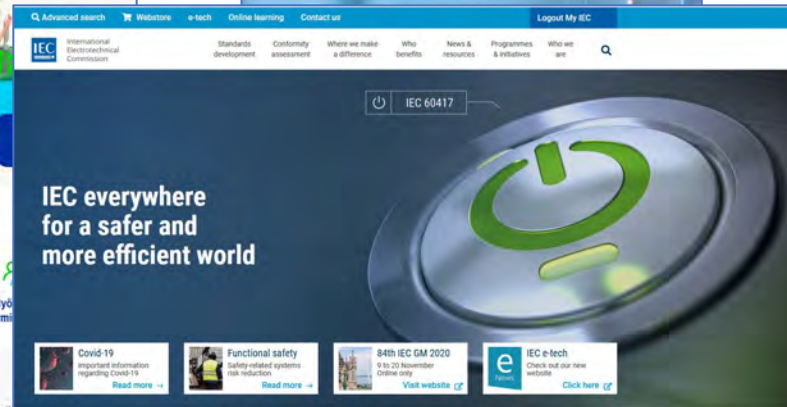 Advanced search Webstore e-tech Online learning Contact us Logout My IEC
IEC
International
Electrotechnical
Commission
Standards
development
Conformity
assessment
Where we make
a difference
Who
benefits
News &
resources
Programmes
& initiatives
Who we
are
IEC 60417
IEC everywhere
for a safer and
more efficient world
Covid-19
Important information
regarding Covid-19
Read more →
Functional safety
Safety-related systems
risk reduction
Read more →
84th IEC GM 2020
9 to 20 November
Online only
Visit website
e
News
IEC e-tech
Check out our new
website
Click here